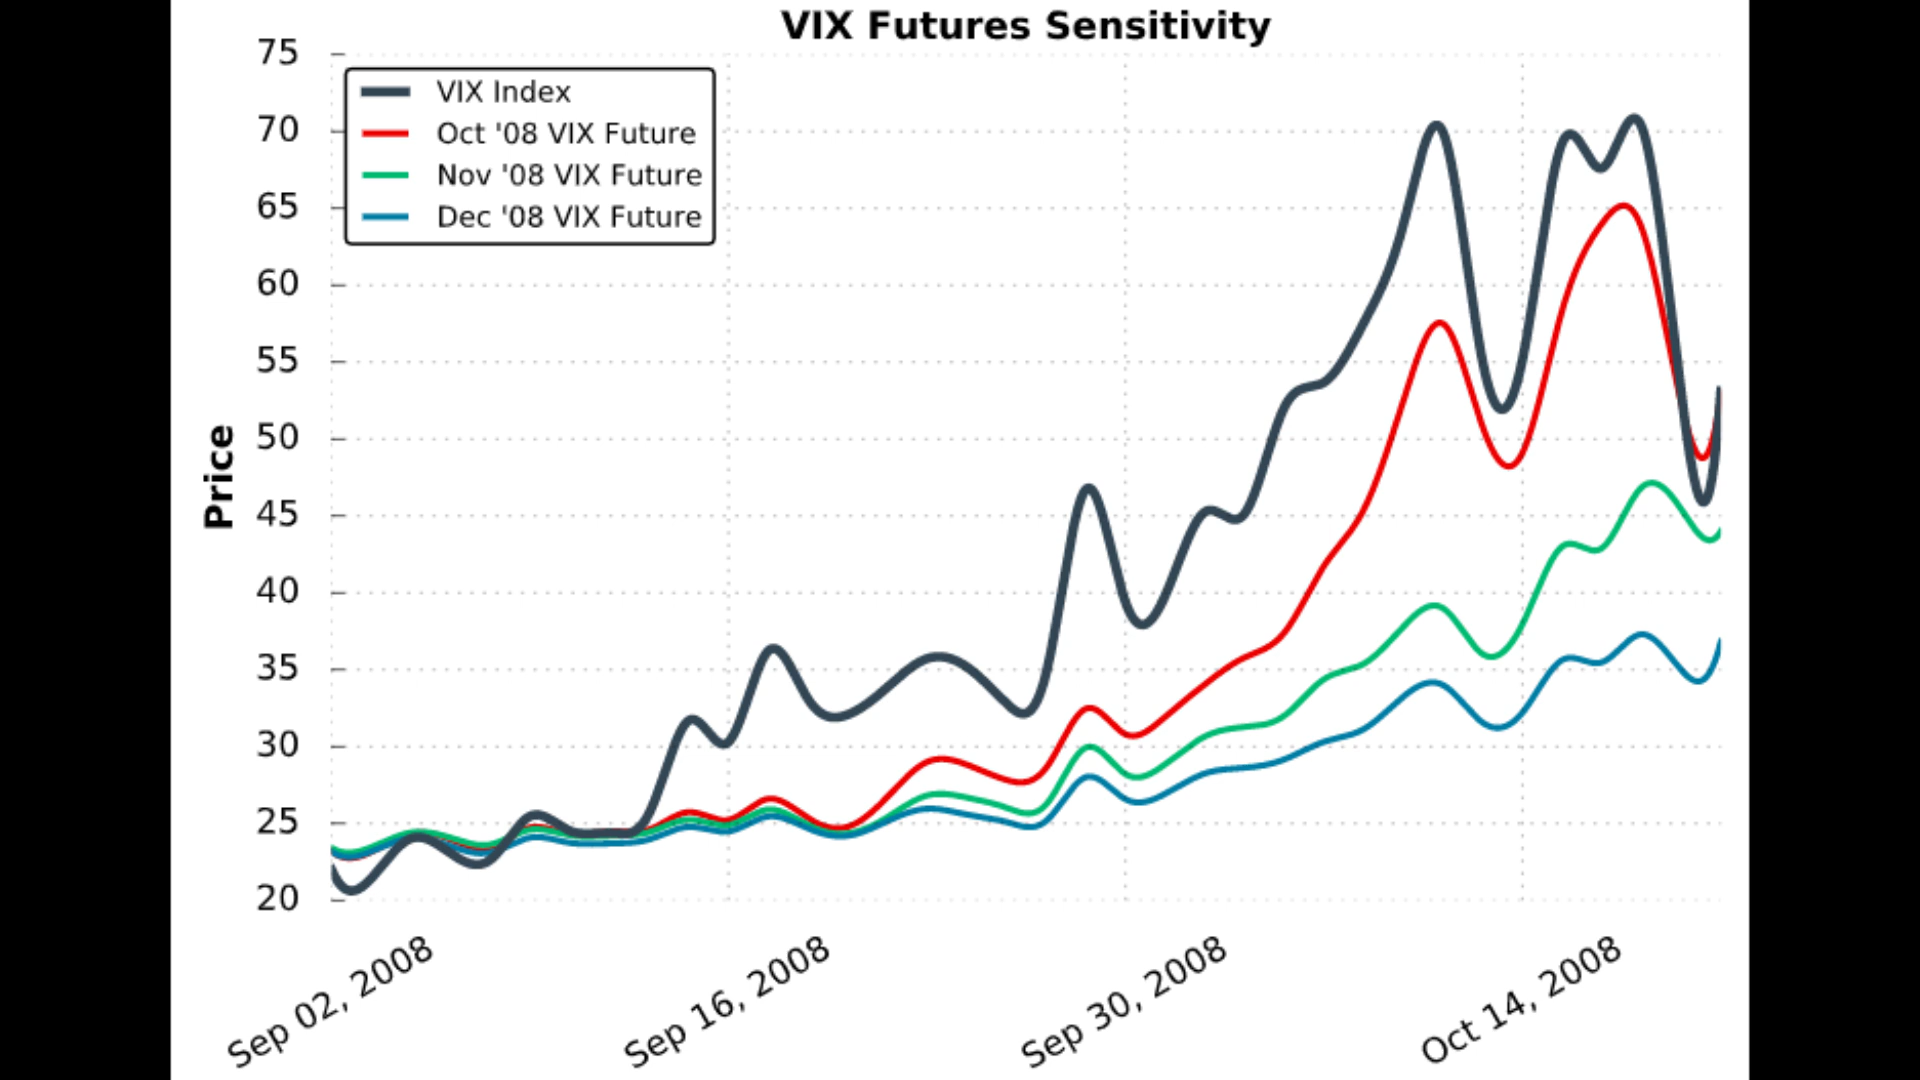 VIX Futures Sensitivity
75
70
65
60
55
50
45
40
35
30
25
20
Price
VIX Index
Oct '08 VIX Future
Nov '08 VIX Future
Dec '08 VIX Future
Sep 02, 2008
Sep 16, 2008
Sep 30, 2008
Oct 14, 2008